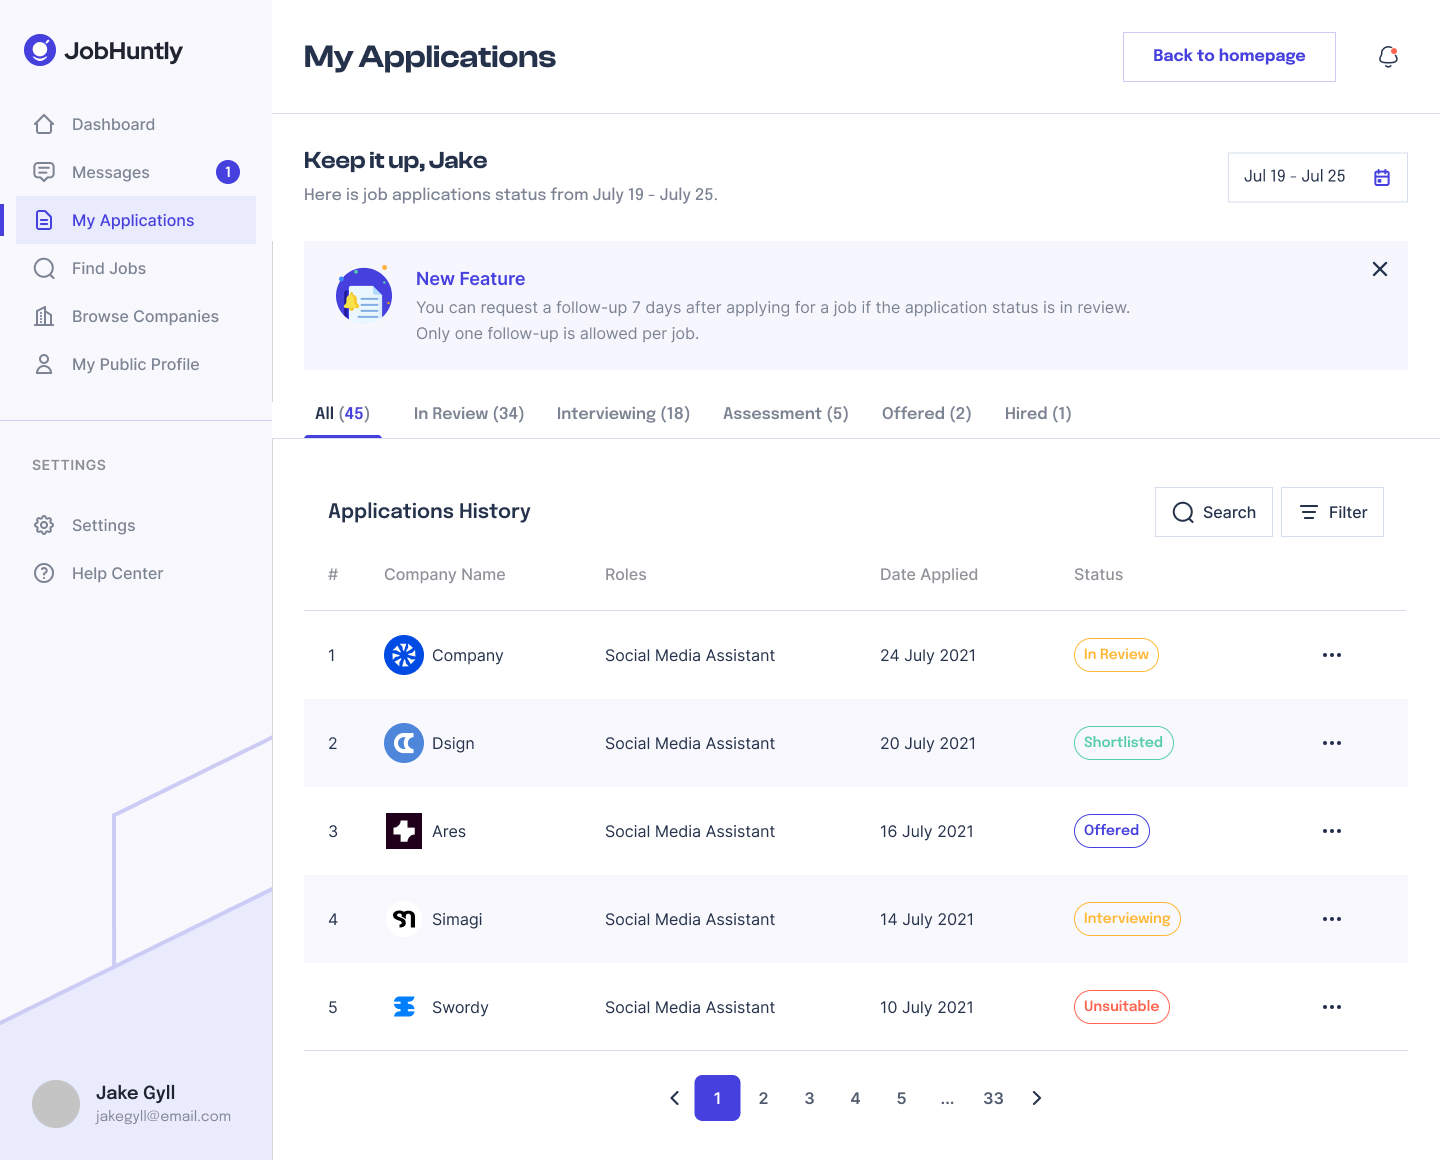 JobHuntly
Dashboard
Messages 1
My Applications
Find Jobs
Browse Companies
My Public Profile
SETTINGS
Settings
Help Center
Jake Gyll
jakegyll@email.com
My Applications
Back to homepage
Keep it up, Jake
Here is job applications status from July 19 - July 25.
Jul 19 - Jul 25
New Feature
You can request a follow-up 7 days after applying for a job if the application status is in review.
Only one follow-up is allowed per job.
All (45) In Review (34) Interviewing (18) Assessment (5) Offered (2) Hired (1)
Applications History
Search Filter
# Company Name Roles Date Applied Status
1 Company Social Media Assistant 24 July 2021 In Review
2 Dsign Social Media Assistant 20 July 2021 Shortlisted
3 Ares Social Media Assistant 16 July 2021 Offered
4 Simagi Social Media Assistant 14 July 2021 Interviewing
5 Swordy Social Media Assistant 10 July 2021 Unsuitable
1 2 3 4 5 ... 33